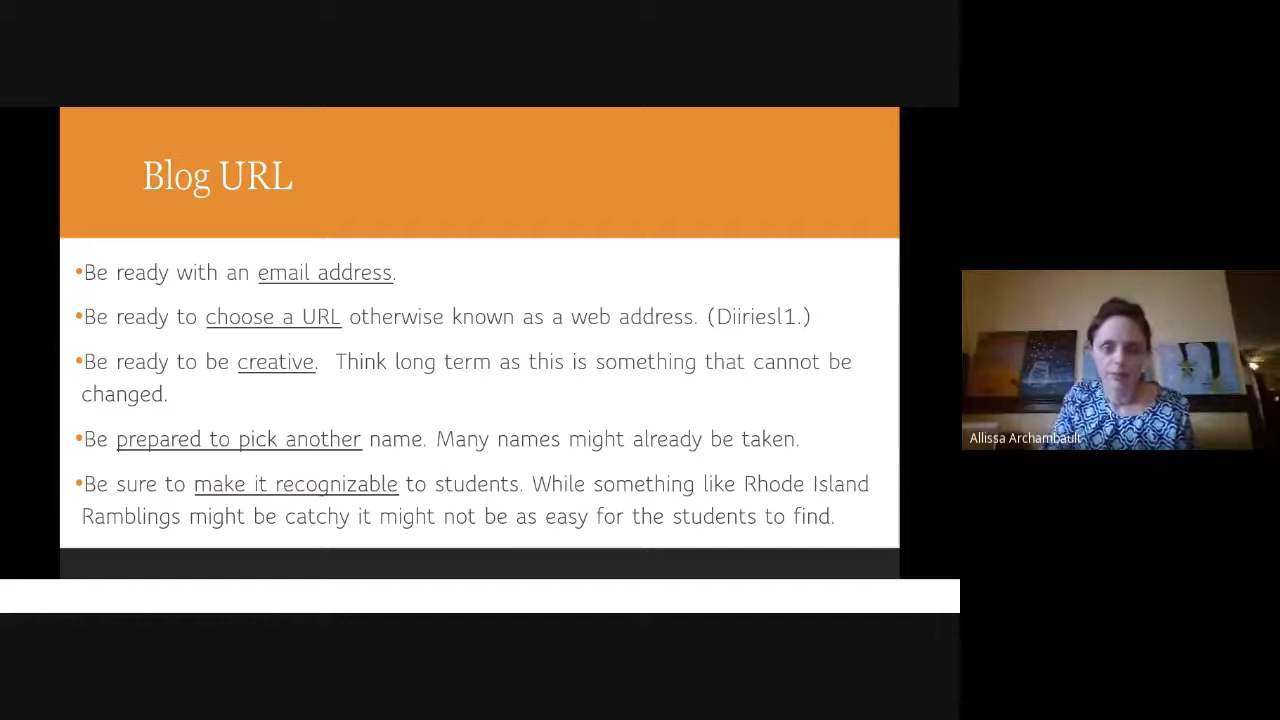 Blog URL
•Be ready with an email address.
•Be ready to choose a URL otherwise known as a web address. (Diiriesl1.)
•Be ready to be creative.  Think long term as this is something that cannot be
changed.
•Be prepared to pick another name. Many names might already be taken.
•Be sure to make it recognizable to students. While something like Rhode Island
Ramblings might be catchy it might not be as easy for the students to find.
Allissa Archambault